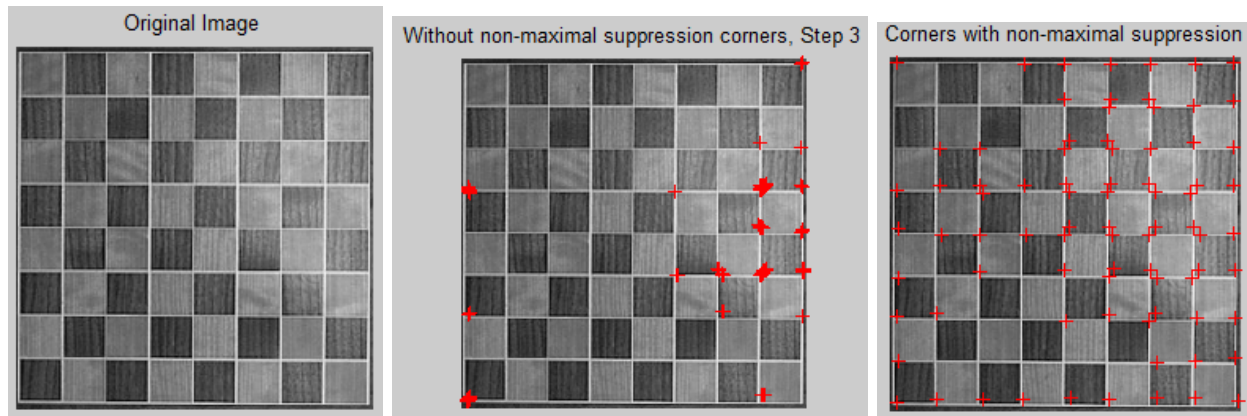 Original Image
Without non-maximal suppression corners, Step 3
Corners with non-maximal suppression